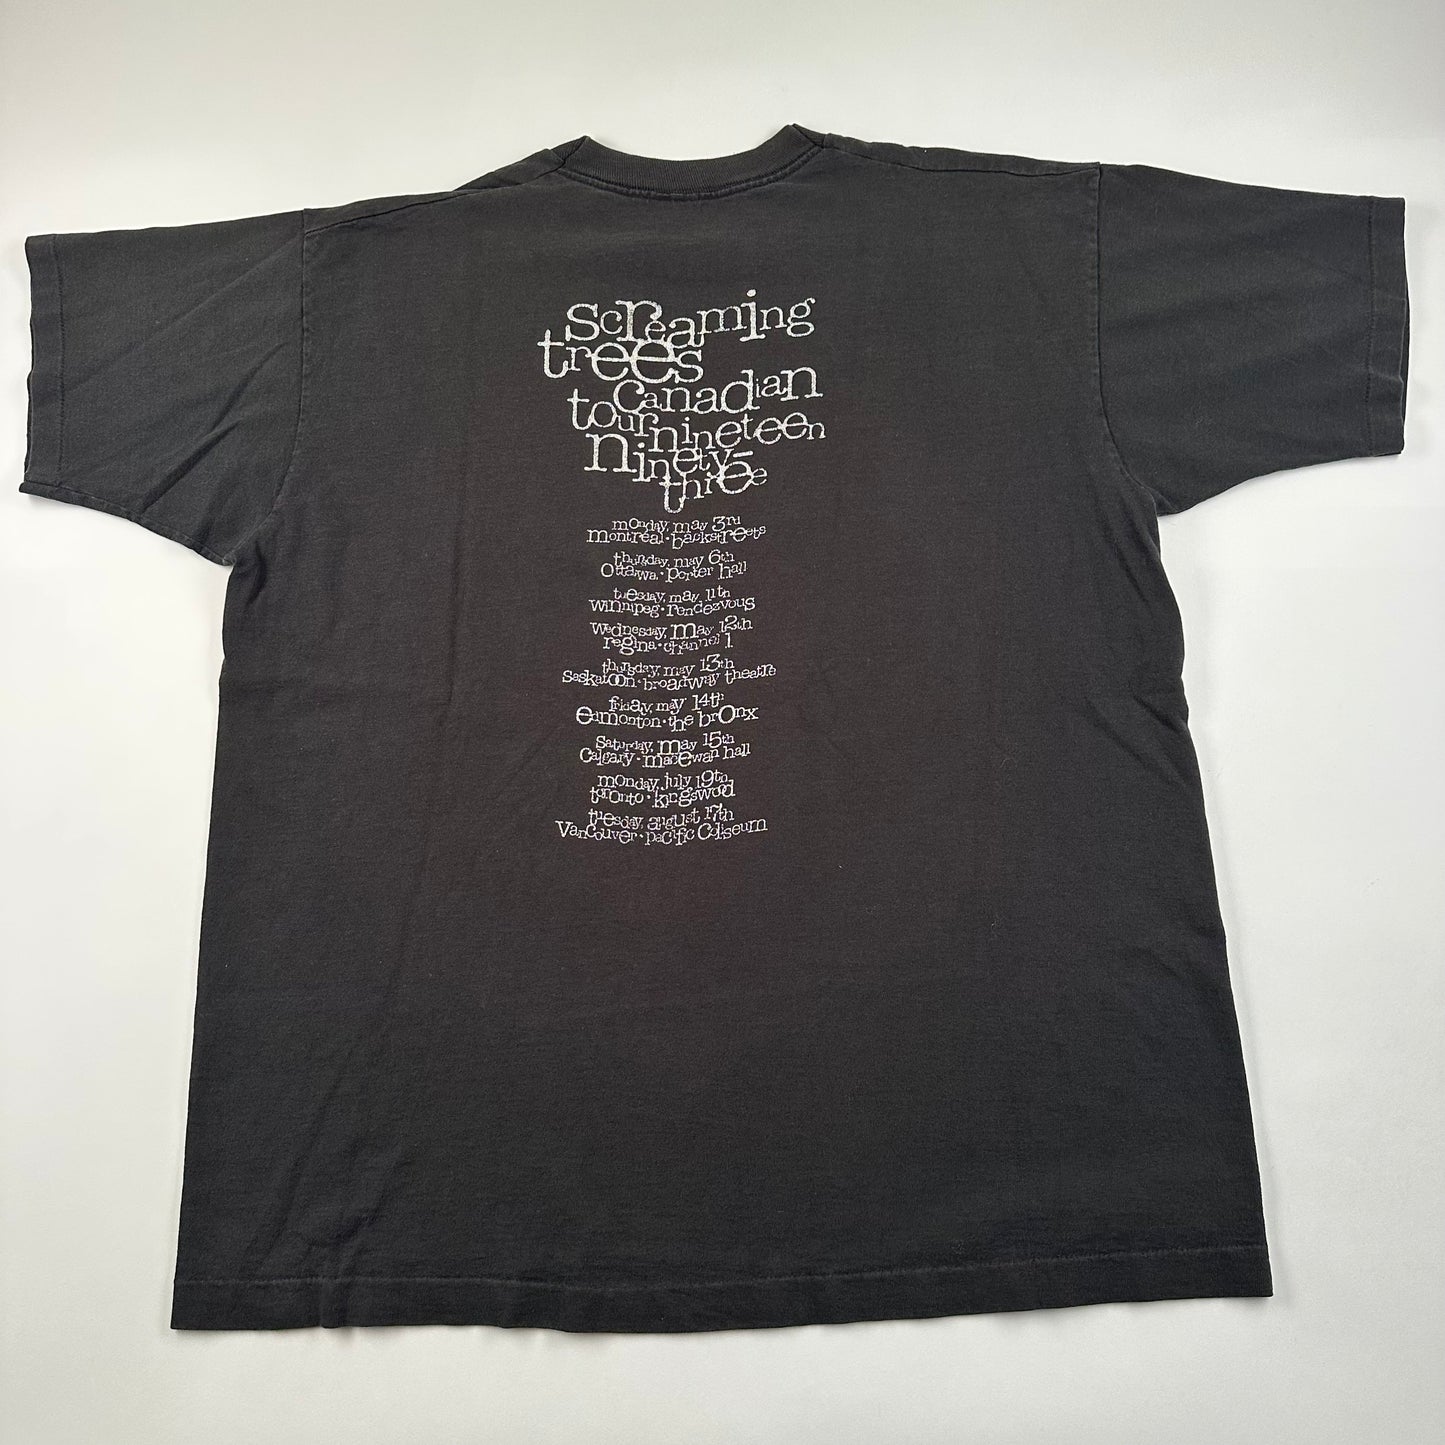 screaming
trees
canadian
tour nineteen
ninety
three
monday, may 3rd
montreal • backstreets
thursday, may 6th
ottawa • porter hall
tuesday, may 11th
winnipeg • rendezvous
wednesday, may 12th
regina • channel 1
thursday, may 13th
saskatoon • broadway theatre
friday, may 14th
edmonton • the bronx
saturday, may 15th
calgary • macewan hall
monday, july 19th
toronto • kingswood
tuesday, august 17th
vancouver • pacific coliseum